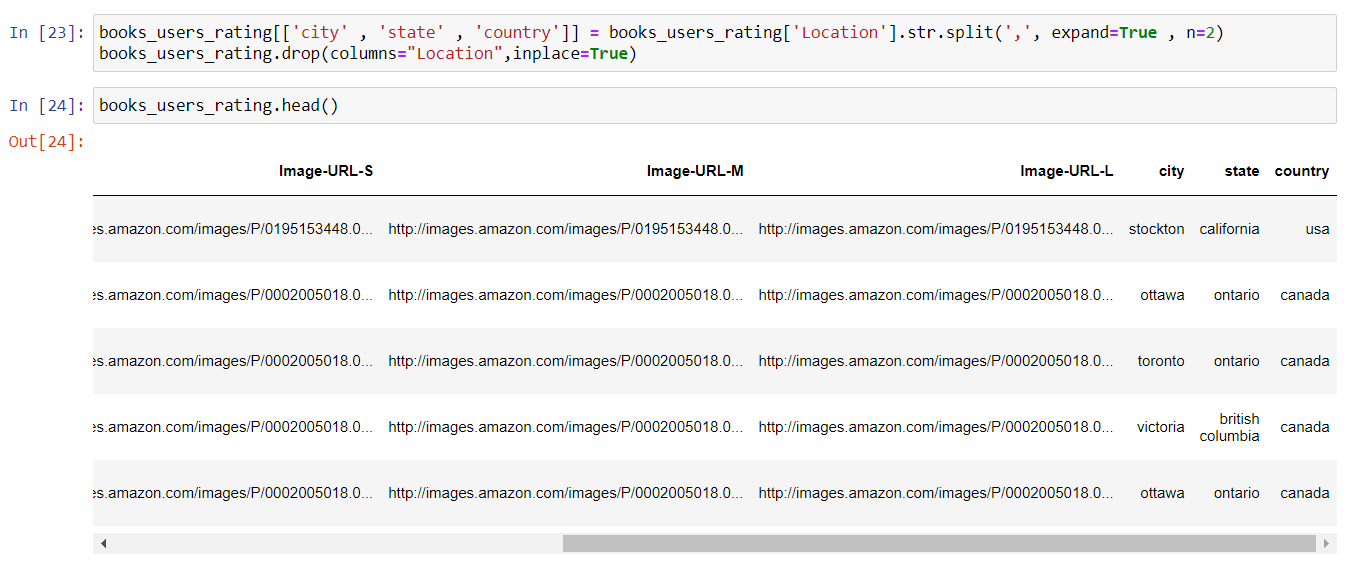 In [23]: books_users_rating[['city' , 'state' , 'country']] = books_users_rating['Location'].str.split(',', expand=True , n=2)
books_users_rating.drop(columns="Location",inplace=True)
In [24]: books_users_rating.head()
Out[24]:
Image-URL-S Image-URL-M Image-URL-L city state country
es.amazon.com/images/P/0195153448.0... http://images.amazon.com/images/P/0195153448.0... http://images.amazon.com/images/P/0195153448.0... stockton california usa
es.amazon.com/images/P/0002005018.0... http://images.amazon.com/images/P/0002005018.0... http://images.amazon.com/images/P/0002005018.0... ottawa ontario canada
es.amazon.com/images/P/0002005018.0... http://images.amazon.com/images/P/0002005018.0... http://images.amazon.com/images/P/0002005018.0... toronto ontario canada
es.amazon.com/images/P/0002005018.0... http://images.amazon.com/images/P/0002005018.0... http://images.amazon.com/images/P/0002005018.0... victoria british columbia canada
es.amazon.com/images/P/0002005018.0... http://images.amazon.com/images/P/0002005018.0... http://images.amazon.com/images/P/0002005018.0... ottawa ontario canada